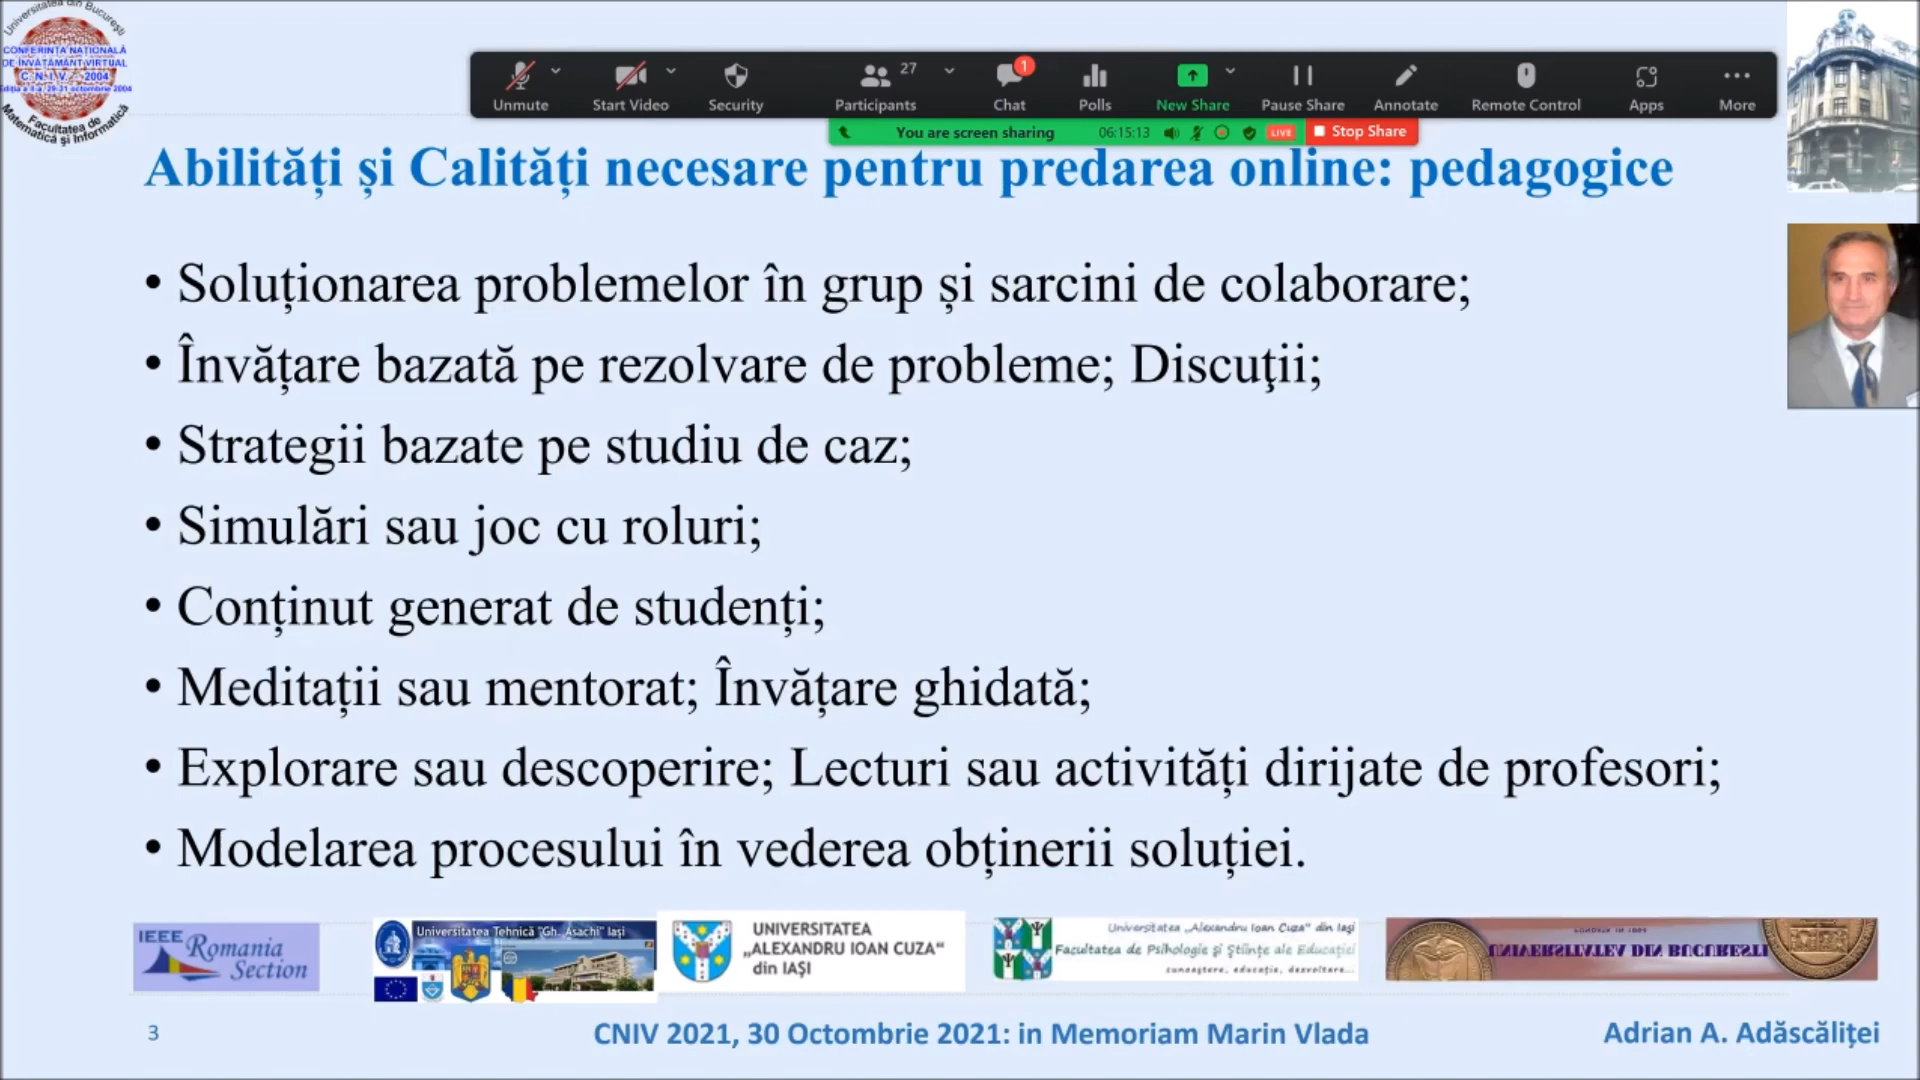 Universitatea din București
CONFERINȚA NAȚIONALĂ
DE ÎNVĂȚĂMÂNT VIRTUAL
C. N. I. V. - 2004
Ediția a II-a, 29-31 octombrie 2004
Facultatea de
Matematică și Informatică
Unmute
Start Video
Security
27
Participants
1
Chat
Polls
New Share
Pause Share
Annotate
Remote Control
Apps
More
You are screen sharing
06:15:13
LIVE
Stop Share
Abilități și Calități necesare pentru predarea online: pedagogice
• Soluționarea problemelor în grup și sarcini de colaborare;
• Învățare bazată pe rezolvare de probleme; Discuţii;
• Strategii bazate pe studiu de caz;
• Simulări sau joc cu roluri;
• Conținut generat de studenți;
• Meditații sau mentorat; Învățare ghidată;
• Explorare sau descoperire; Lecturi sau activități dirijate de profesori;
• Modelarea procesului în vederea obținerii soluției.
IEEE Romania
Section
Universitatea Tehnică "Gh. Asachi" Iași
UNIVERSITATEA
„ALEXANDRU IOAN CUZA“
din IAȘI
Universitatea „Alexandru Ioan Cuza” din Iași
Facultatea de Psihologie și Științe ale Educației
cunoaștere, educație, dezvoltare...
UNIVERSITATEA DIN BUCUREȘTI
3
CNIV 2021, 30 Octombrie 2021: in Memoriam Marin Vlada
Adrian A. Adăscăliței